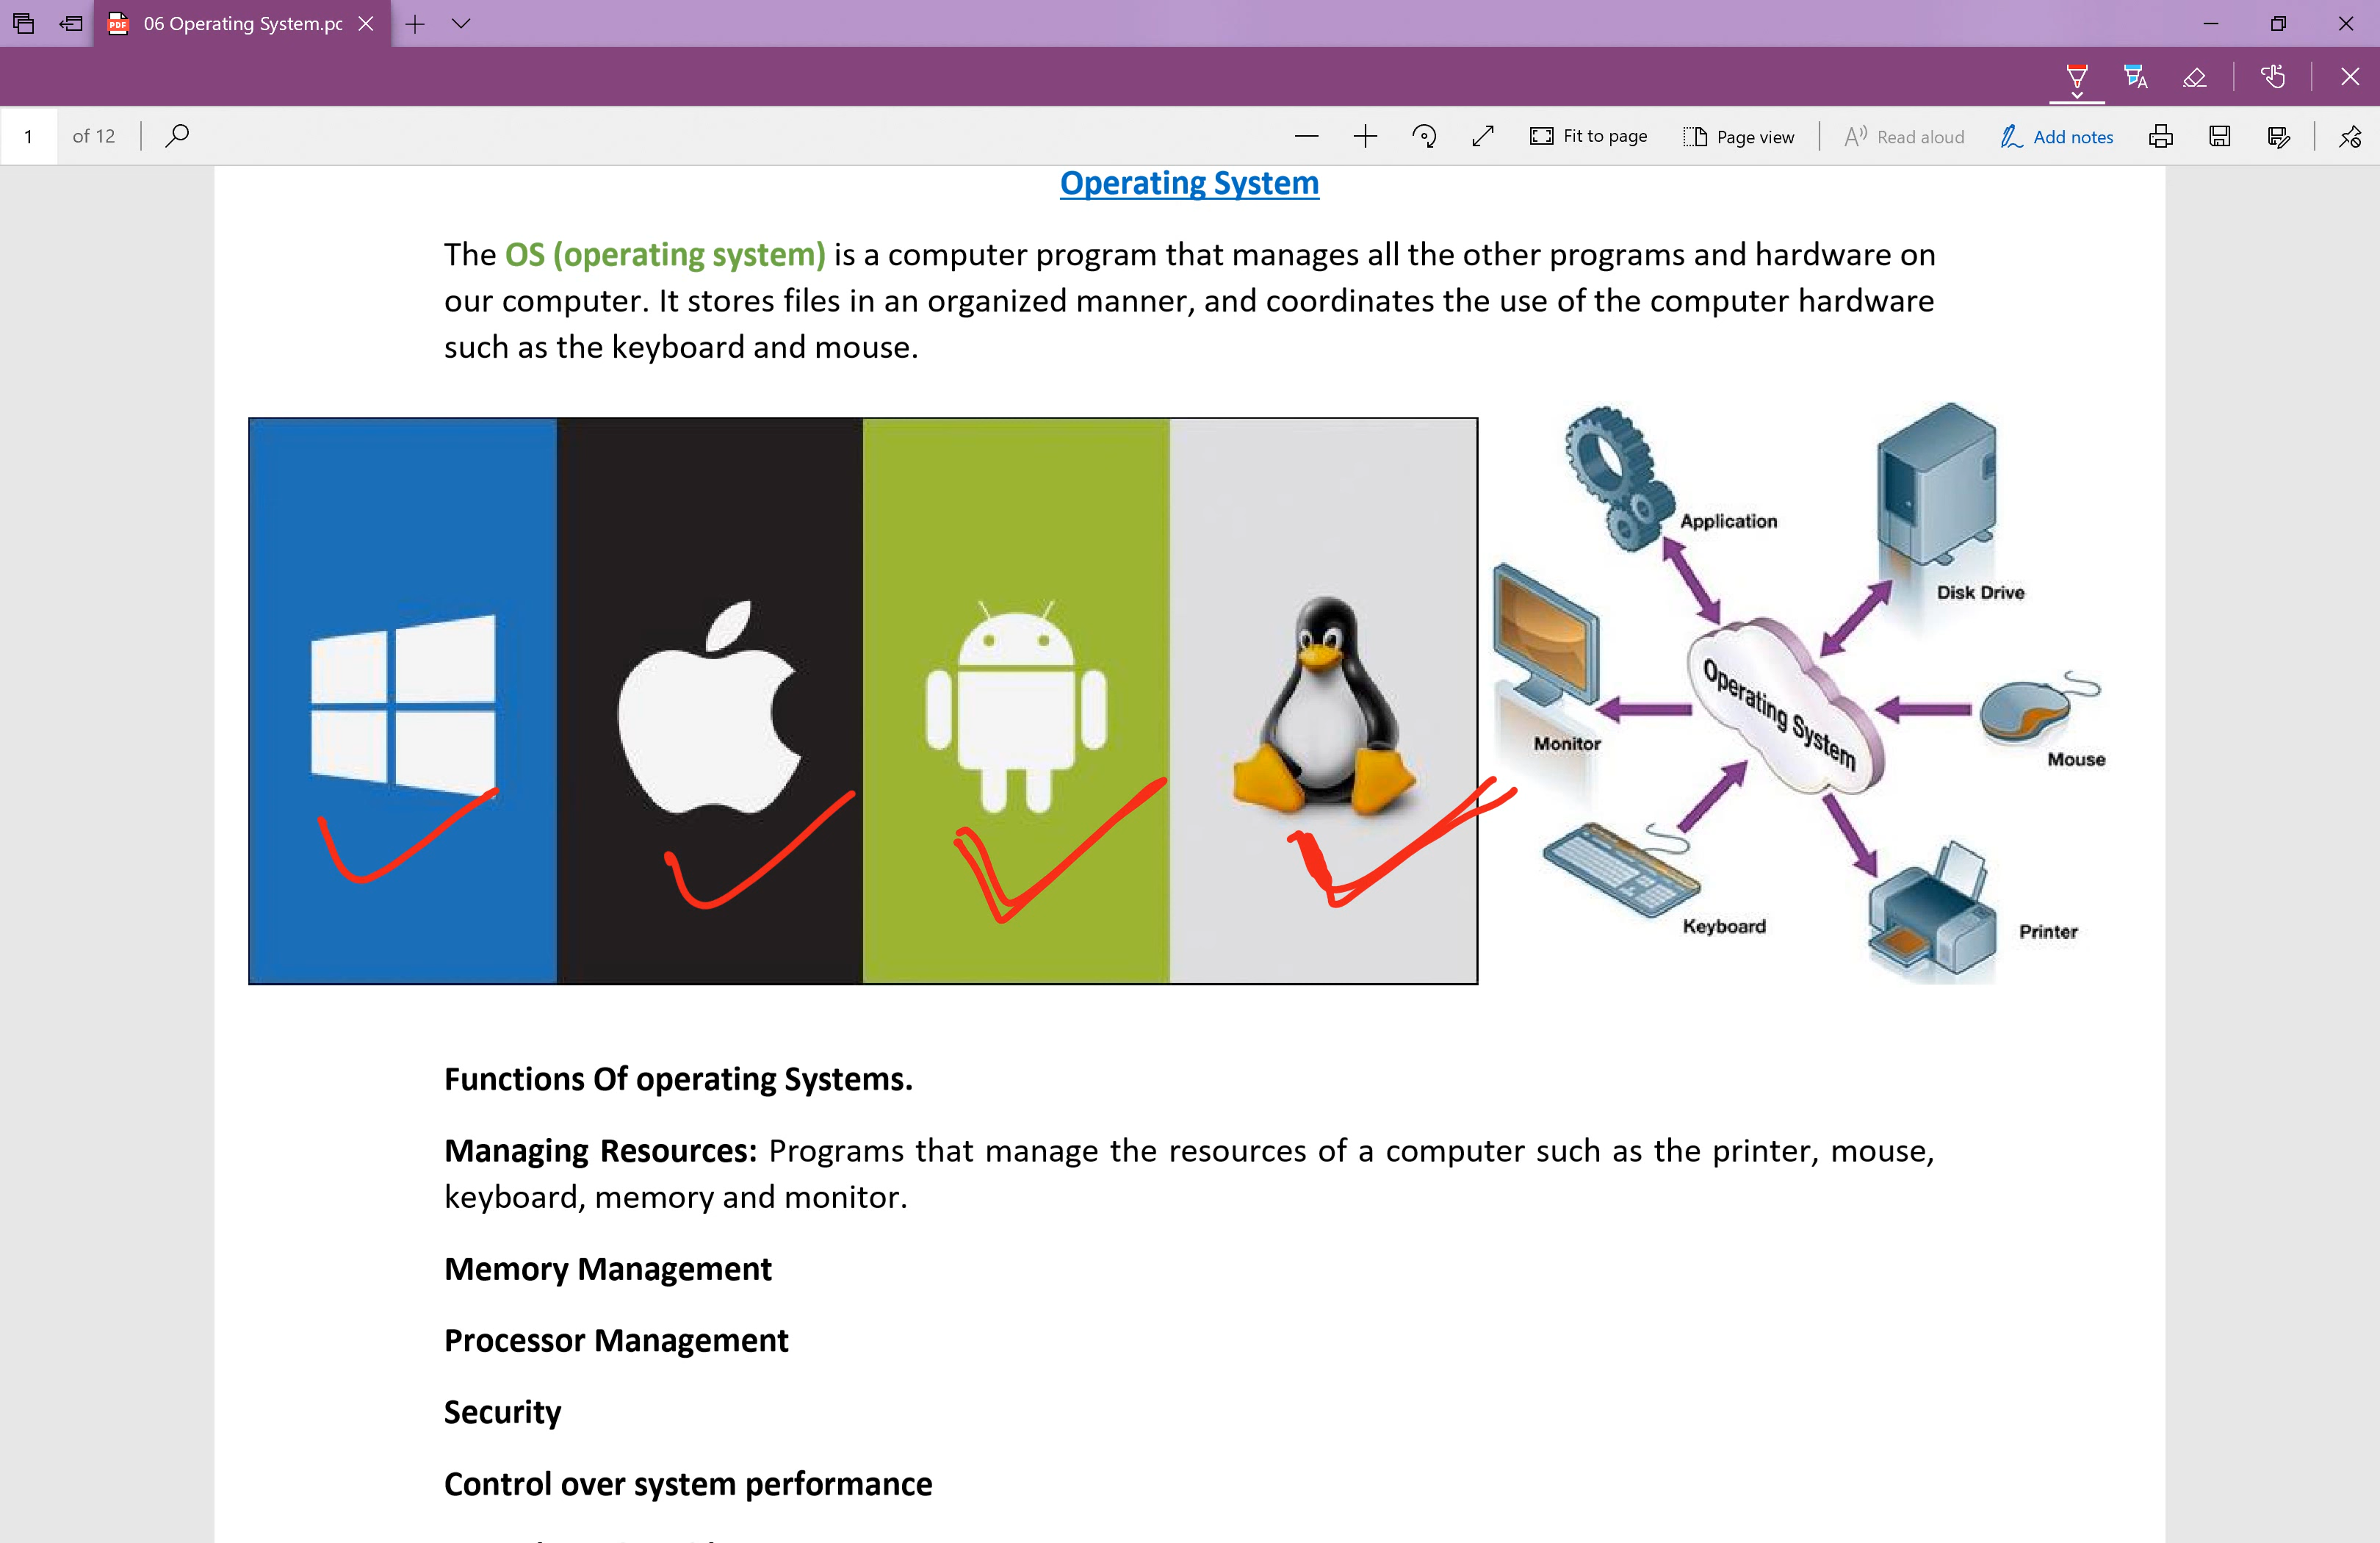 06 Operating System.pc
1 of 12
Fit to page
Page view
Read aloud
Add notes
Operating System
The OS (operating system) is a computer program that manages all the other programs and hardware on
our computer. It stores files in an organized manner, and coordinates the use of the computer hardware
such as the keyboard and mouse.
Application
Disk Drive
Operating System
Monitor
Mouse
Keyboard
Printer
Functions Of operating Systems.
Managing Resources: Programs that manage the resources of a computer such as the printer, mouse,
keyboard, memory and monitor.
Memory Management
Processor Management
Security
Control over system performance